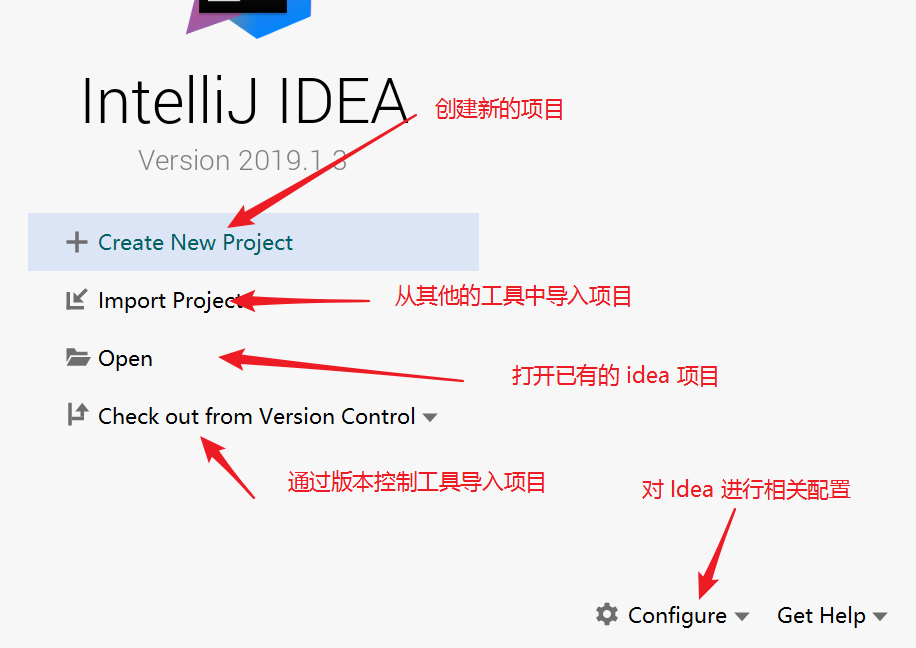 IntelliJ IDEA
创建新的项目
Version 2019.1.3
Create New Project
Import Project
从其他的工具中导入项目
Open
打开已有的 idea 项目
Check out from Version Control
通过版本控制工具导入项目
对 Idea 进行相关配置
Configure
Get Help